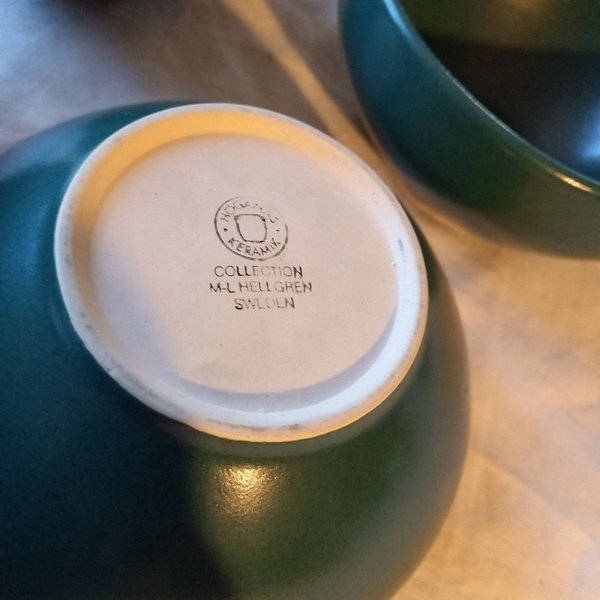 HÖGANÄS
KERAMIK
COLLECTION
M-L HELLGREN
SWEDEN